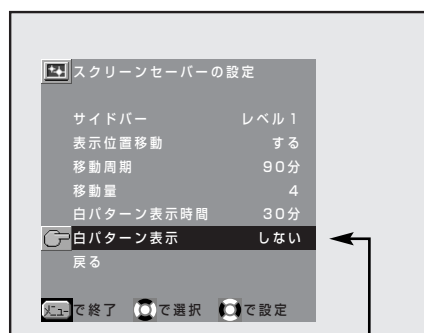 スクリーンセーバーの設定
サイドバー レベル1
表示位置移動 する
移動周期 90分
移動量 4
白パターン表示時間 30分
白パターン表示 しない
戻る
メニューで終了 で選択 で設定